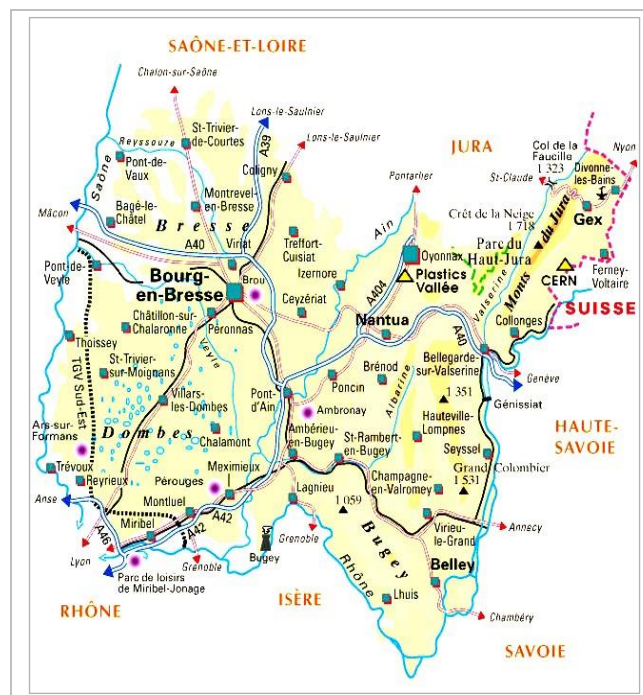 SAÔNE-ET-LOIRE
Chalon-sur-Saône
Lons-le-Saulnier
St-Trivier-
de-Courtes
A39
Lons-le-Saulnier
Reyssoure
Saône
Pont-de-
Vaux
Coligny
JURA
Col de la
Faucille
1 323
Divonne-
les-Bains
Nyon
St-Claude
Pontarlier
Montrevel-
en-Bresse
Bagé-le-
Châtel
Bresse
Mâcon
A40
Viriat
Treffort-
Cuisiat
Ain
Crêt de la Neige
1 718
Gex
Oyonnax
Parc du
Haut-Jura
Monts du Jura
Izernore
Pont-de-
Veyle
Bourg-
en-Bresse
Brou
A404
Plastics
Vallée
Valserine
CERN
Ferney-
Voltaire
Ceyzériat
SUISSE
Châtillon-sur-
Chalaronne
Péronnas
Nantua
A40
Collonges
Thoissey
Veyle
St-Trivier-
sur-Moignans
TGV Sud-Est
Bellegarde-
sur-Valserine
Genève
Pont-
d'Ain
Poncin
Brénod
Albarine
1 351
Génissiat
Villars-
les-Dombes
Ambronay
Ars-sur-
Formans
Dombes
Chalamont
Hauteville-
Lompnes
HAUTE-
SAVOIE
Ambérieu-
en-Bugey
St-Rambert-
en-Bugey
Seyssel
Trévoux
Reyrieux
Pérouges
Meximieux
Grand Colombier
1 531
Champagne-
en-Valromey
Anse
Montluel
Lagnieu
1 059
A46
Miribel
A42
A42
Virieu-
le-Grand
Annecy
Lyon
Grenoble
Bugey
Grenoble
Bugey
Belley
Parc de loisirs
de Miribel-Jonage
Rhône
Lhuis
RHÔNE
ISÈRE
Chambéry
SAVOIE